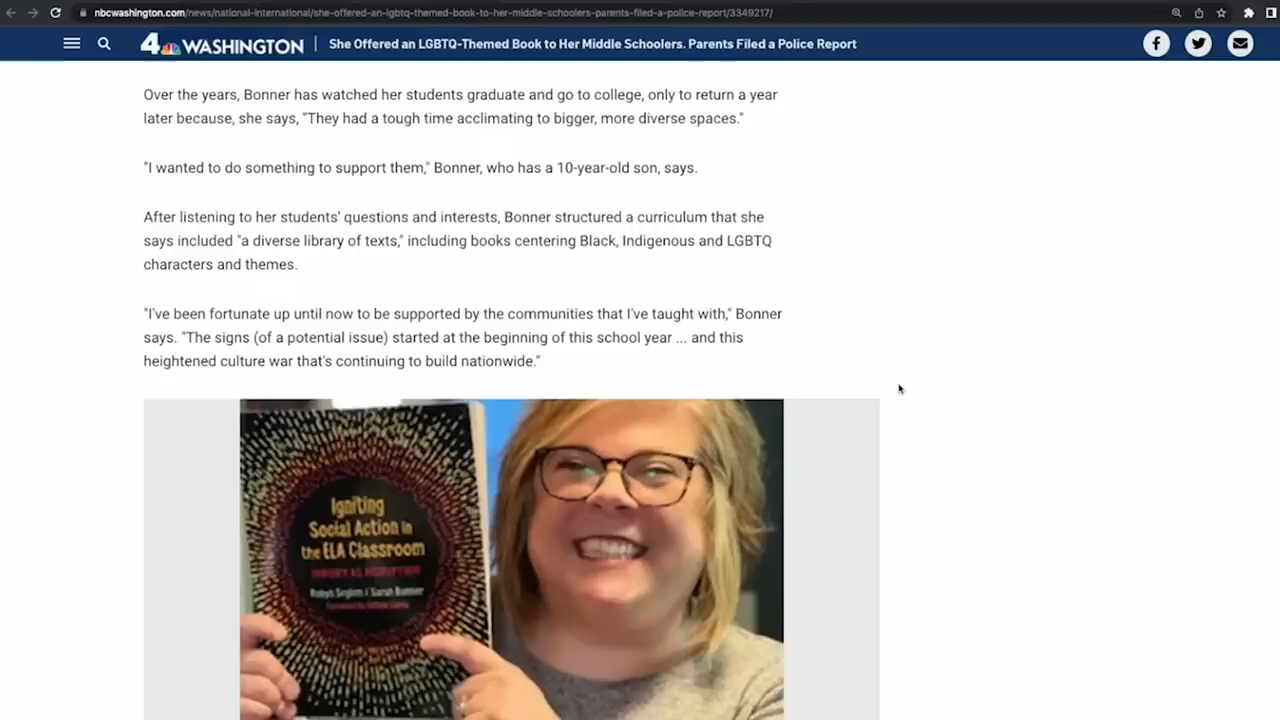 nbcwashington.com/news/national-international/she-offered-an-lgbtq-themed-book-to-her-middle-schoolers-parents-filed-a-police-report/3349217/
4 WASHINGTON
She Offered an LGBTQ-Themed Book to Her Middle Schoolers. Parents Filed a Police Report
Over the years, Bonner has watched her students graduate and go to college, only to return a year
later because, she says, "They had a tough time acclimating to bigger, more diverse spaces."
"I wanted to do something to support them," Bonner, who has a 10-year-old son, says.
After listening to her students' questions and interests, Bonner structured a curriculum that she
says included "a diverse library of texts," including books centering Black, Indigenous and LGBTQ
characters and themes.
"I've been fortunate up until now to be supported by the communities that I've taught with," Bonner
says. "The signs (of a potential issue) started at the beginning of this school year ... and this
heightened culture war that's continuing to build nationwide."
Igniting
Social Action in
the ELA Classroom
INQUIRY AS DISRUPTION
Robyn Seglem / Sarah Bonner